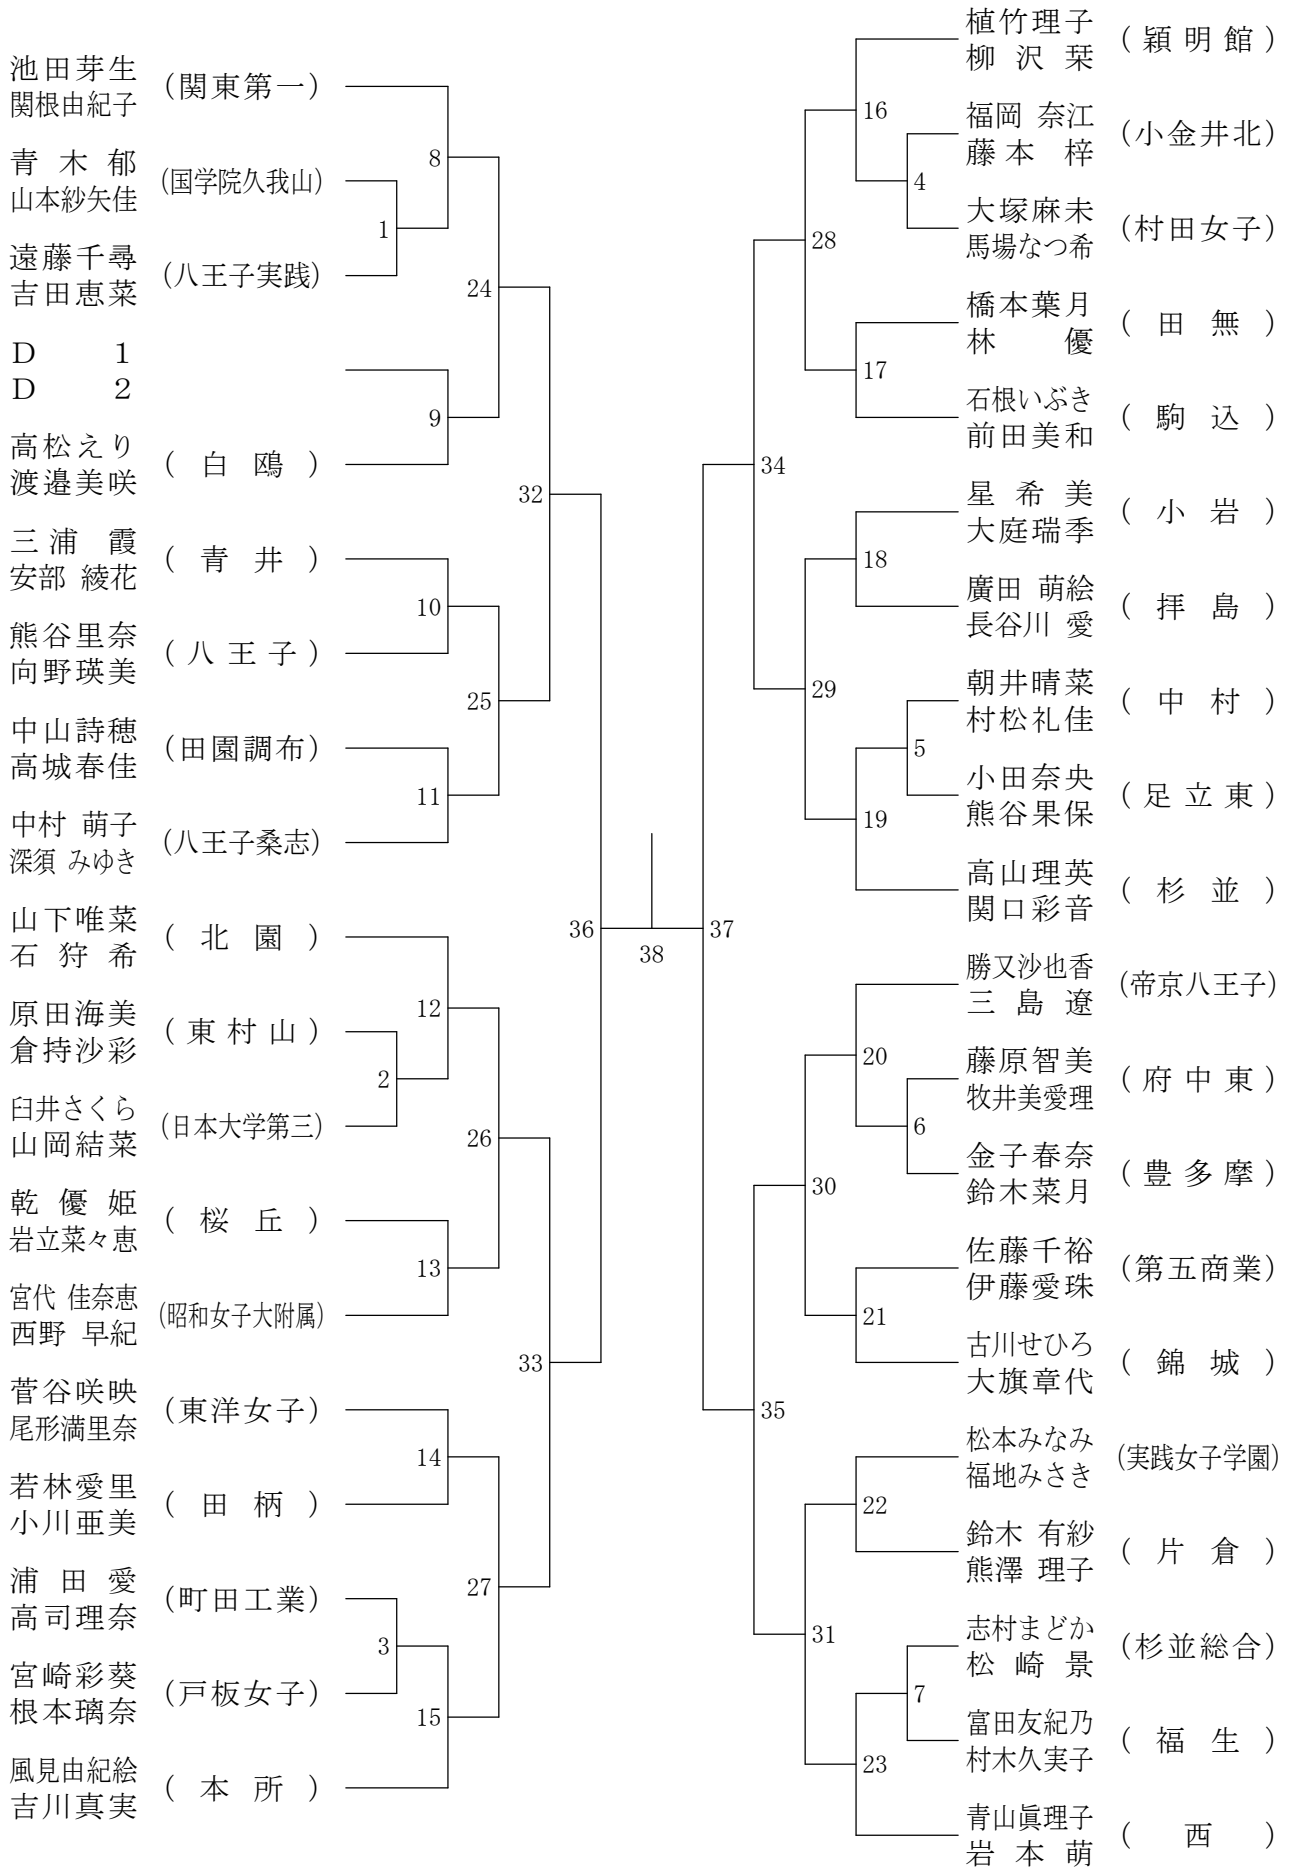 池田芽生
関根由紀子
(関東第一)
青木郁
山本紗矢佳
(国学院久我山)
遠藤千尋
吉田恵菜
(八王子実践)
D 1
D 2
高松えり
渡邉美咲
(白鴎)
三浦 霞
安部 綾花
(青井)
熊谷里奈
向野瑛美
(八王子)
中山詩穂
高城春佳
(田園調布)
中村 萌子
深須 みゆき
(八王子桑志)
山下唯菜
石狩希
(北園)
原田海美
倉持沙彩
(東村山)
臼井さくら
山岡結菜
(日本大学第三)
乾優姫
岩立菜々恵
(桜丘)
宮代 佳奈恵
西野 早紀
(昭和女子大附属)
菅谷咲映
尾形満里奈
(東洋女子)
若林愛里
小川亜美
(田柄)
浦田愛
高司理奈
(町田工業)
宮崎彩葵
根本璃奈
(戸板女子)
風見由紀絵
吉川真実
(本所)
1
2
3
8
9
10
11
12
13
14
15
24
25
26
27
32
33
36
38
37
34
35
28
29
30
31
16
17
18
19
20
21
22
23
4
5
6
7
植竹理子
柳沢栞
(穎明館)
福岡 奈江
藤本 梓
(小金井北)
大塚麻未
馬場なつ希
(村田女子)
橋本葉月
林優
(田無)
石根いぶき
前田美和
(駒込)
星希美
大庭瑞季
(小岩)
廣田 萌絵
長谷川 愛
(拝島)
朝井晴菜
村松礼佳
(中村)
小田奈央
熊谷果保
(足立東)
高山理英
関口彩音
(杉並)
勝又沙也香
三島遼
(帝京八王子)
藤原智美
牧井美愛理
(府中東)
金子春奈
鈴木菜月
(豊多摩)
佐藤千裕
伊藤愛珠
(第五商業)
古川せひろ
大旗章代
(錦城)
松本みなみ
福地みさき
(実践女子学園)
鈴木 有紗
熊澤 理子
(片倉)
志村まどか
松崎景
(杉並総合)
富田友紀乃
村木久実子
(福生)
青山眞理子
岩本萌
(西)